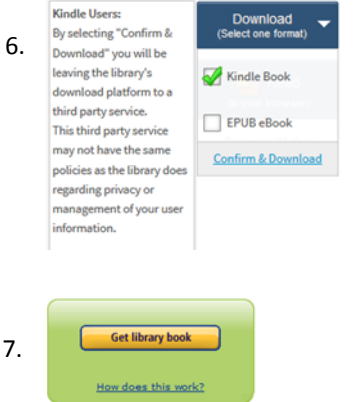 6.
Kindle Users:
By selecting "Confirm &
Download" you will be
leaving the library's
download platform to a
third party service.
This third party service
may not have the same
policies as the library does
regarding privacy or
management of your user
information.
Download
(Select one format)
Kindle Book
EPUB eBook
Confirm & Download
7.
Get library book
How does this work?